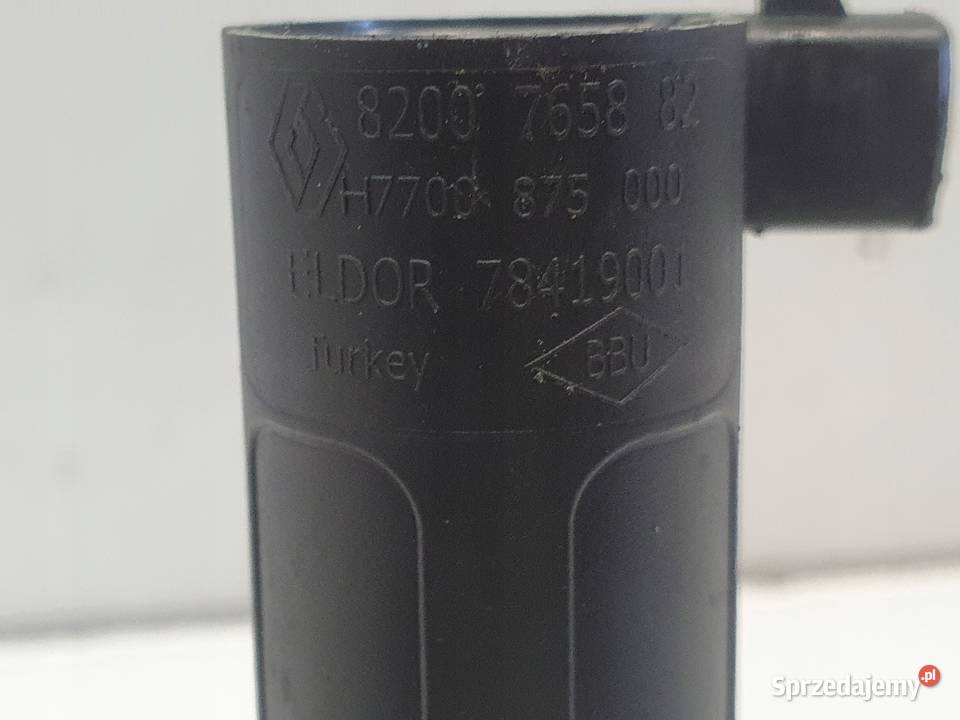 8200 7658 82
H7700 875 000
ELDOR 78419001
Turkey BBU
Sprzedajemy.pl